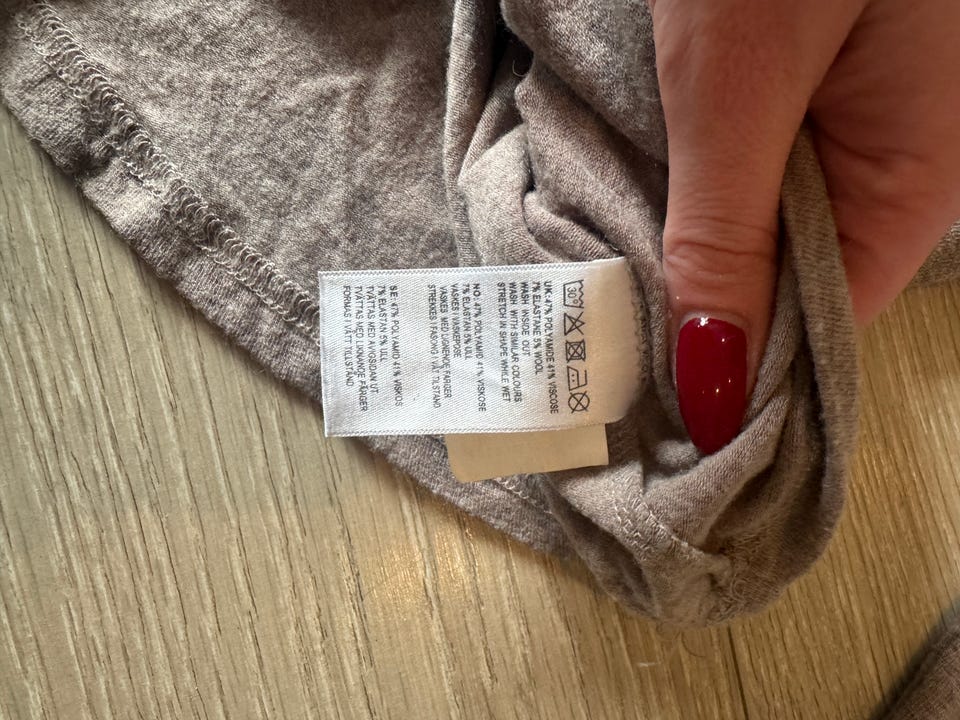 30°
UK: 47% POLYAMIDE 41% VISCOSE
7% ELASTANE 5% WOOL
WASH INSIDE OUT
WASH WITH SIMILAR COLOURS
STRETCH IN SHAPE WHILE WET
NO: 47% POLYAMID 41% VISKOSE
7% ELASTAN 5% ULL
VASKES I VASKEPOSE
VASKES MED LIGNENDE FARGER
STREKKES I FASONG I VÅT TILSTAND
SE: 47% POLYAMID 41% VISKOS
7% ELASTAN 5% ULL
TVÄTTAS MED AVIGSIDAN UT
TVÄTTAS MED LIKNANDE FÄRGER
FORMAS I VÅTT TILLSTÅND